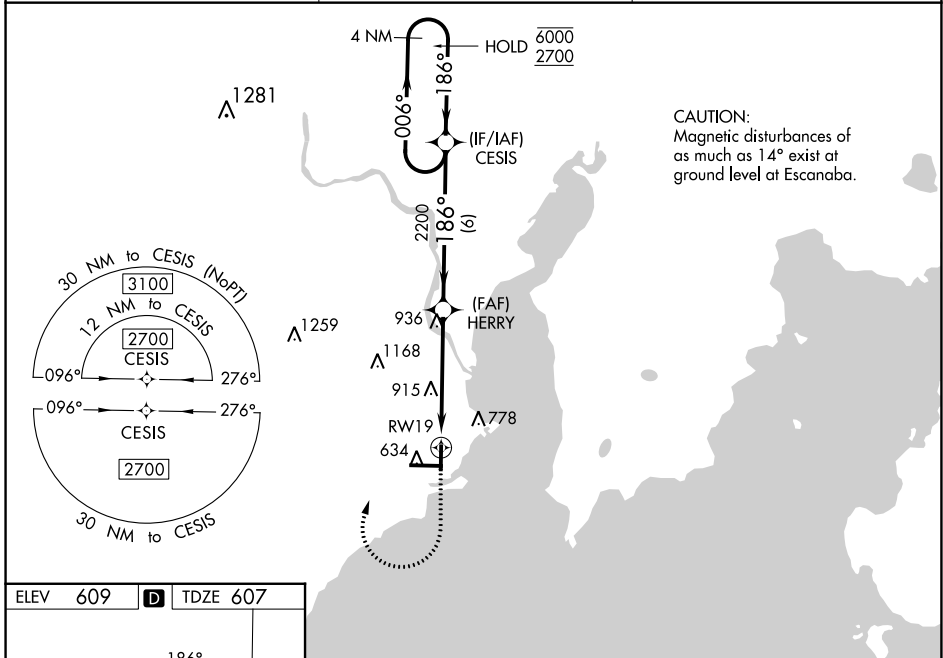 4 NM
HOLD 6000
2700
186°
006°
1281
(IF/IAF)
CESIS
CAUTION:
Magnetic disturbances of
as much as 14° exist at
ground level at Escanaba.
2200
186°
(6)
30 NM to CESIS (NoPT)
3100
12 NM to CESIS
2700
CESIS
096°
276°
096°
276°
CESIS
2700
30 NM to CESIS
(FAF)
HERRY
936
1259
1168
915
778
RW19
634
ELEV 609 D TDZE 607
186°